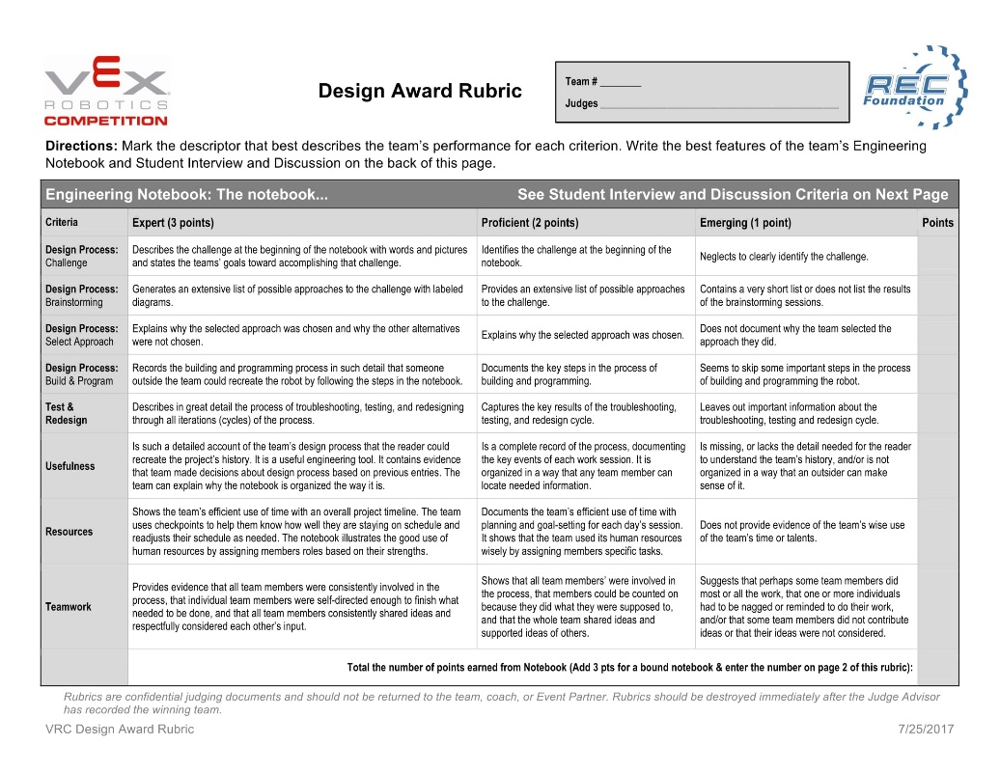 VEX
ROBOTICS
COMPETITION
Design Award Rubric
Team # _______
Judges ________________________________________
REC
Foundation
Directions: Mark the descriptor that best describes the team's performance for each criterion. Write the best features of the team's Engineering
Notebook and Student Interview and Discussion on the back of this page.
Engineering Notebook: The notebook... See Student Interview and Discussion Criteria on Next Page
Criteria Expert (3 points) Proficient (2 points) Emerging (1 point) Points
Design Process:
Challenge
Describes the challenge at the beginning of the notebook with words and pictures
and states the teams' goals toward accomplishing that challenge.
Identifies the challenge at the beginning of the
notebook.
Neglects to clearly identify the challenge.
Design Process:
Brainstorming
Generates an extensive list of possible approaches to the challenge with labeled
diagrams.
Provides an extensive list of possible approaches
to the challenge.
Contains a very short list or does not list the results
of the brainstorming sessions.
Design Process:
Select Approach
Explains why the selected approach was chosen and why the other alternatives
were not chosen.
Explains why the selected approach was chosen.
Does not document why the team selected the
approach they did.
Design Process:
Build & Program
Records the building and programming process in such detail that someone
outside the team could recreate the robot by following the steps in the notebook.
Documents the key steps in the process of
building and programming.
Seems to skip some important steps in the process
of building and programming the robot.
Test &
Redesign
Describes in great detail the process of troubleshooting, testing, and redesigning
through all iterations (cycles) of the process.
Captures the key results of the troubleshooting,
testing, and redesign cycle.
Leaves out important information about the
troubleshooting, testing and redesign cycle.
Usefulness
Is such a detailed account of the team's design process that the reader could
recreate the project's history. It is a useful engineering tool. It contains evidence
that team made decisions about design process based on previous entries. The
team can explain why the notebook is organized the way it is.
Is a complete record of the process, documenting
the key events of each work session. It is
organized in a way that any team member can
locate needed information.
Is missing, or lacks the detail needed for the reader
to understand the team's history, and/or is not
organized in a way that an outsider can make
sense of it.
Resources
Shows the team's efficient use of time with an overall project timeline. The team
uses checkpoints to help them know how well they are staying on schedule and
readjusts their schedule as needed. The notebook illustrates the good use of
human resources by assigning members roles based on their strengths.
Documents the team's efficient use of time with
planning and goal-setting for each day's session.
It shows that the team used its human resources
wisely by assigning members specific tasks.
Does not provide evidence of the team's wise use
of the team's time or talents.
Teamwork
Provides evidence that all team members were consistently involved in the
process, that individual team members were self-directed enough to finish what
needed to be done, and that all team members consistently shared ideas and
respectfully considered each other's input.
Shows that all team members' were involved in
the process, that members could be counted on
because they did what they were supposed to,
and that the whole team shared ideas and
supported ideas of others.
Suggests that perhaps some team members did
most or all the work, that one or more individuals
had to be nagged or reminded to do their work,
and/or that some team members did not contribute
ideas or that their ideas were not considered.
Total the number of points earned from Notebook (Add 3 pts for a bound notebook & enter the number on page 2 of this rubric):
Rubrics are confidential judging documents and should not be returned to the team, coach, or Event Partner. Rubrics should be destroyed immediately after the Judge Advisor
has recorded the winning team.
VRC Design Award Rubric 7/25/2017